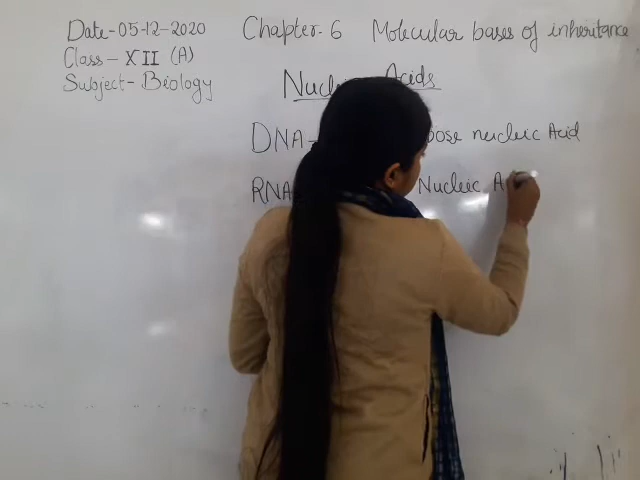 Date-05-12-2020 Chapter-6 Molecular bases of inheritance
Class-XII (A)
Subject-Biology
Nucleic Acids
DNA- ose nucleic Acid
RNA Nucleic A